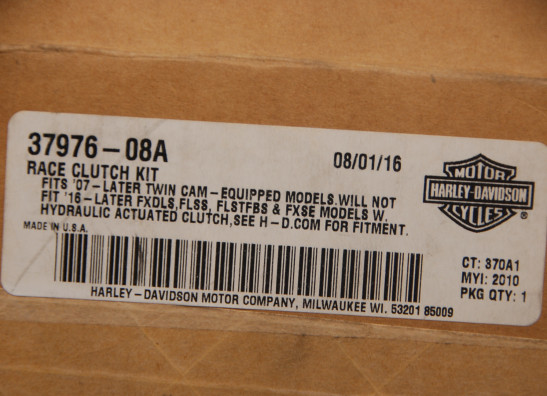 37976-08A
08/01/16
RACE CLUTCH KIT
FITS '07-LATER TWIN CAM-EQUIPPED MODELS.WILL NOT
FIT '16-LATER FXDLS,FLSS, FLSTFBS & FXSE MODELS W.
HYDRAULIC ACTUATED CLUTCH,SEE H-D.COM FOR FITMENT.
MADE IN U.S.A.
MOTOR
HARLEY-DAVIDSON
CYCLES
®
CT: 370A1
MYI: 2010
PKG QTY: 1
HARLEY-DAVIDSON MOTOR COMPANY, MILWAUKEE WI. 53201 85009